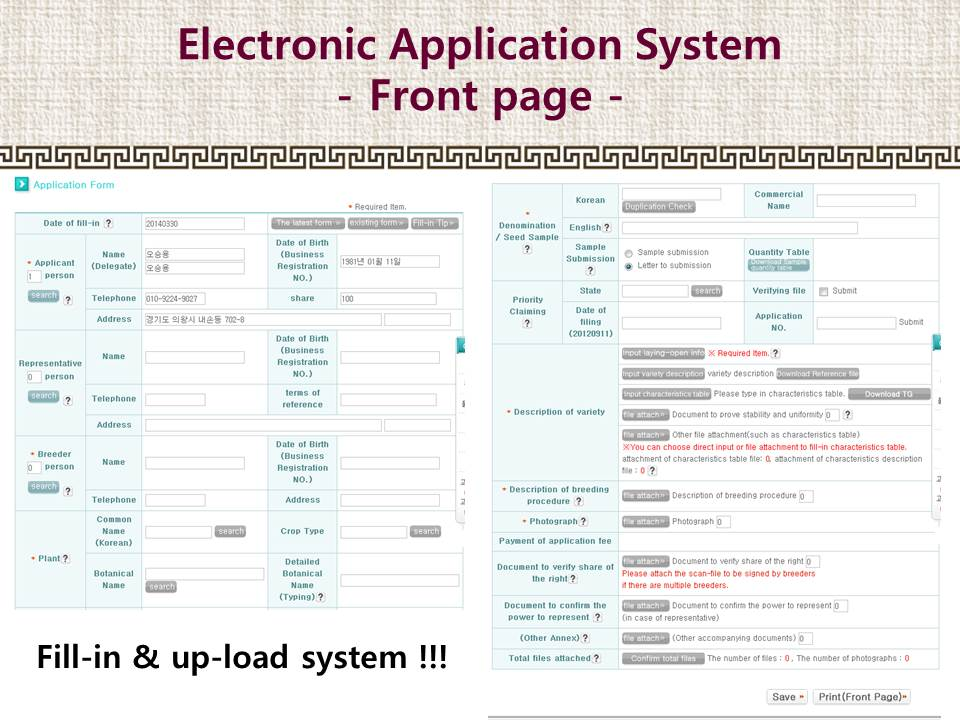 Electronic Application System
- Front page -
Application Form
* Required Item.
Date of fill-in ? 20140330 The latest form » existing form » Fill-in Tip »
* Applicant
1 person
search ?
Name
(Delegate)
오승용
오승용
Date of Birth
(Business
Registration
NO.)
1981년 01월 11일
Telephone 010-9224-9027 share 100
Address 경기도 의왕시 내손동 702-8
Representative
0 person
search ?
Name
Date of Birth
(Business
Registration
NO.)
Telephone
terms of
reference
Address
* Breeder
0 person
search ?
Name
Date of Birth
(Business
Registration
NO.)
Telephone Address
* Plant ?
Common
Name
(Korean)
search
Crop Type
search
Botanical
Name
search
Detailed
Botanical
Name
(Typing) ?
*
Denomination
/ Seed Sample
?
Korean
Duplication Check
Commercial
Name
English ?
Sample
Submission
?
Sample submission
Letter to submission
Quantity Table
Download Sample
quantity table
Priority
Claiming
?
State search Verifying file Submit
Date of
filing
(20120911)
Application
NO.
Submit
* Description of variety
Input laying-open info ※ Required Item. ?
Input variety description variety description Download Reference file
Input characteristics table Please type in characteristics table. Download TG
file attach » Document to prove stability and uniformity 0 ?
file attach » Other file attachment(such as characteristics table)
※You can choose direct input or file attachment to fill-in characteristics table.
attachment of characteristics table file: 0, attachment of characteristics description
file : 0 ?
* Description of breeding
procedure ?
file attach » Description of breeding procedure 0
* Photograph ? file attach » Photograph 0
Payment of application fee
Document to verify share of
the right ?
file attach » Document to verify share of the right 0
Please attach the scan-file to be signed by breeders
if there are multiple breeders.
Document to confirm the
power to represent ?
file attach » Document to confirm the power to represent 0
(in case of representative)
(Other Annex) ? file attach » (Other accompanying documents) 0
Total files attached ? Confirm total files The number of files : 0 , The number of photographs : 0
Save » Print(Front Page)»
Fill-in & up-load system !!!